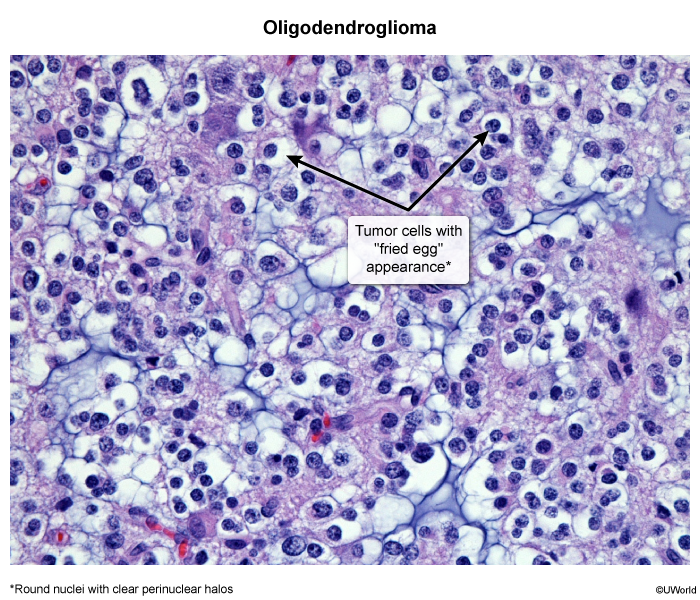 Oligodendroglioma
Tumor cells with
"fried egg"
appearance*
*Round nuclei with clear perinuclear halos
©UWorld